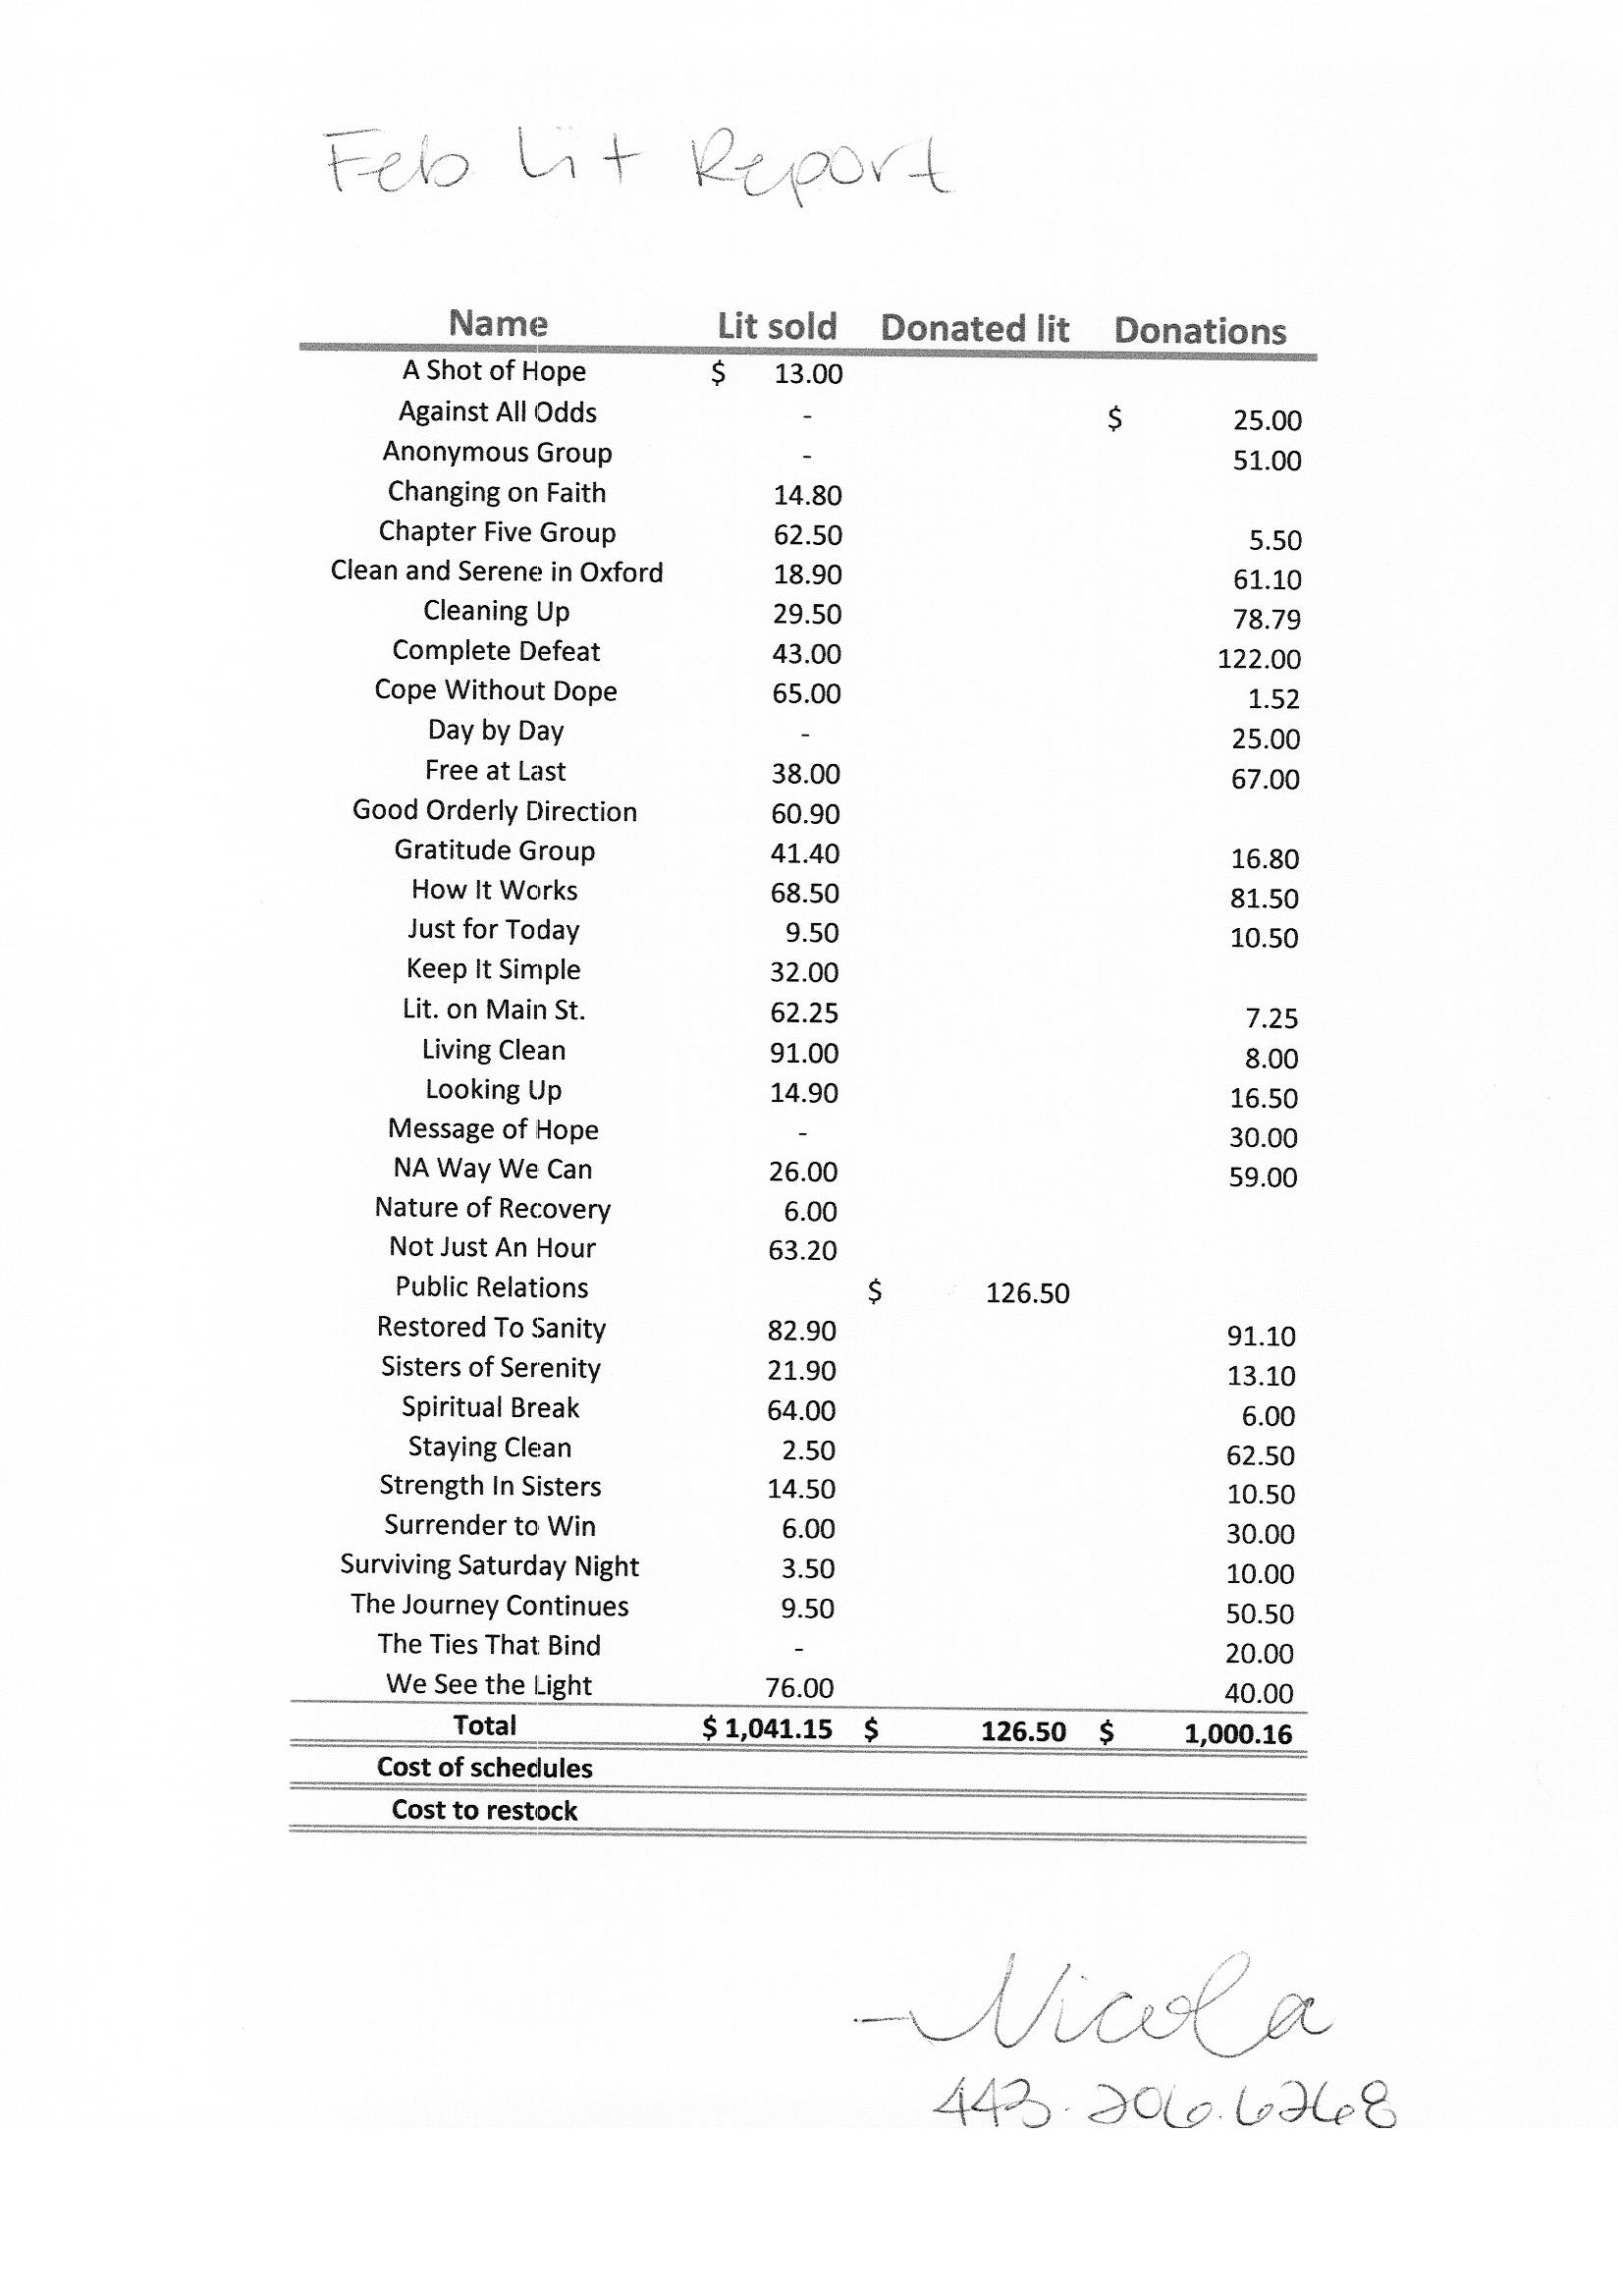 Feb Lit Report
Name Lit sold Donated lit Donations
A Shot of Hope $ 13.00
Against All Odds - $ 25.00
Anonymous Group - 51.00
Changing on Faith 14.80
Chapter Five Group 62.50 5.50
Clean and Serene in Oxford 18.90 61.10
Cleaning Up 29.50 78.79
Complete Defeat 43.00 122.00
Cope Without Dope 65.00 1.52
Day by Day - 25.00
Free at Last 38.00 67.00
Good Orderly Direction 60.90
Gratitude Group 41.40 16.80
How It Works 68.50 81.50
Just for Today 9.50 10.50
Keep It Simple 32.00
Lit. on Main St. 62.25 7.25
Living Clean 91.00 8.00
Looking Up 14.90 16.50
Message of Hope - 30.00
NA Way We Can 26.00 59.00
Nature of Recovery 6.00
Not Just An Hour 63.20
Public Relations $ 126.50
Restored To Sanity 82.90 91.10
Sisters of Serenity 21.90 13.10
Spiritual Break 64.00 6.00
Staying Clean 2.50 62.50
Strength In Sisters 14.50 10.50
Surrender to Win 6.00 30.00
Surviving Saturday Night 3.50 10.00
The Journey Continues 9.50 50.50
The Ties That Bind - 20.00
We See the Light 76.00 40.00
Total $ 1,041.15 $ 126.50 $ 1,000.16
Cost of schedules
Cost to restock
- Nicola
443.206.6268